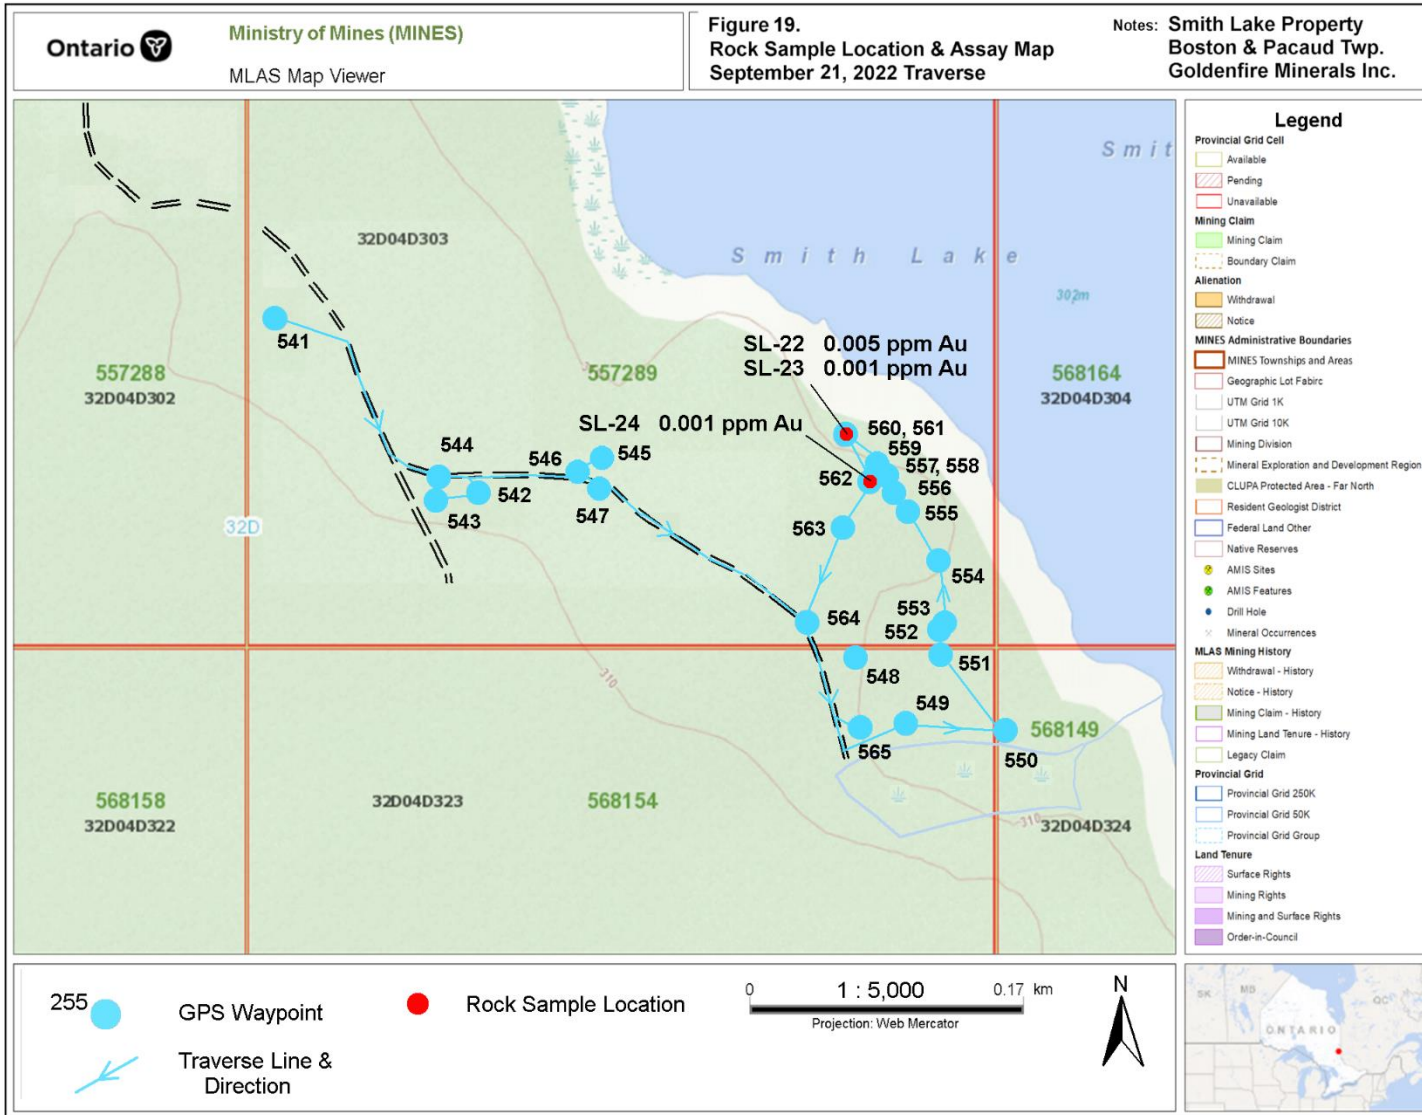 Ontario
Ministry of Mines (MINES)
MLAS Map Viewer
Figure 19.
Rock Sample Location & Assay Map
September 21, 2022 Traverse
Notes: Smith Lake Property
Boston & Pacaud Twp.
Goldenfire Minerals Inc.
Smit
32D04D303
Smith Lake
302m
541
SL-22 0.005 ppm Au
SL-23 0.001 ppm Au
557288
32D04D302
557289
568164
32D04D304
SL-24 0.001 ppm Au
560, 561
559
544
546
545
557, 558
562
556
542
543
547
555
563
32D
554
553
564
552
551
548
310
549
565
550
568149
568158
32D04D322
32D04D323
568154
310
32D04D324
Legend
Provincial Grid Cell
Available
Pending
Unavailable
Mining Claim
Mining Claim
Boundary Claim
Alienation
Withdrawal
Notice
MINES Administrative Boundaries
MINES Townships and Areas
Geographic Lot Fabirc
UTM Grid 1K
UTM Grid 10K
Mining Division
Mineral Exploration and Development Region
CLUPA Protected Area - Far North
Resident Geologist District
Federal Land Other
Native Reserves
AMIS Sites
AMIS Features
Drill Hole
Mineral Occurrences
MLAS Mining History
Withdrawal - History
Notice - History
Mining Claim - History
Mining Land Tenure - History
Legacy Claim
Provincial Grid
Provincial Grid 250K
Provincial Grid 50K
Provincial Grid Group
Land Tenure
Surface Rights
Mining Rights
Mining and Surface Rights
Order-in-Council
255
GPS Waypoint
Rock Sample Location
Traverse Line &
Direction
0 1 : 5,000 0.17 km
Projection: Web Mercator
N
SK
MB
QC
ONTARIO